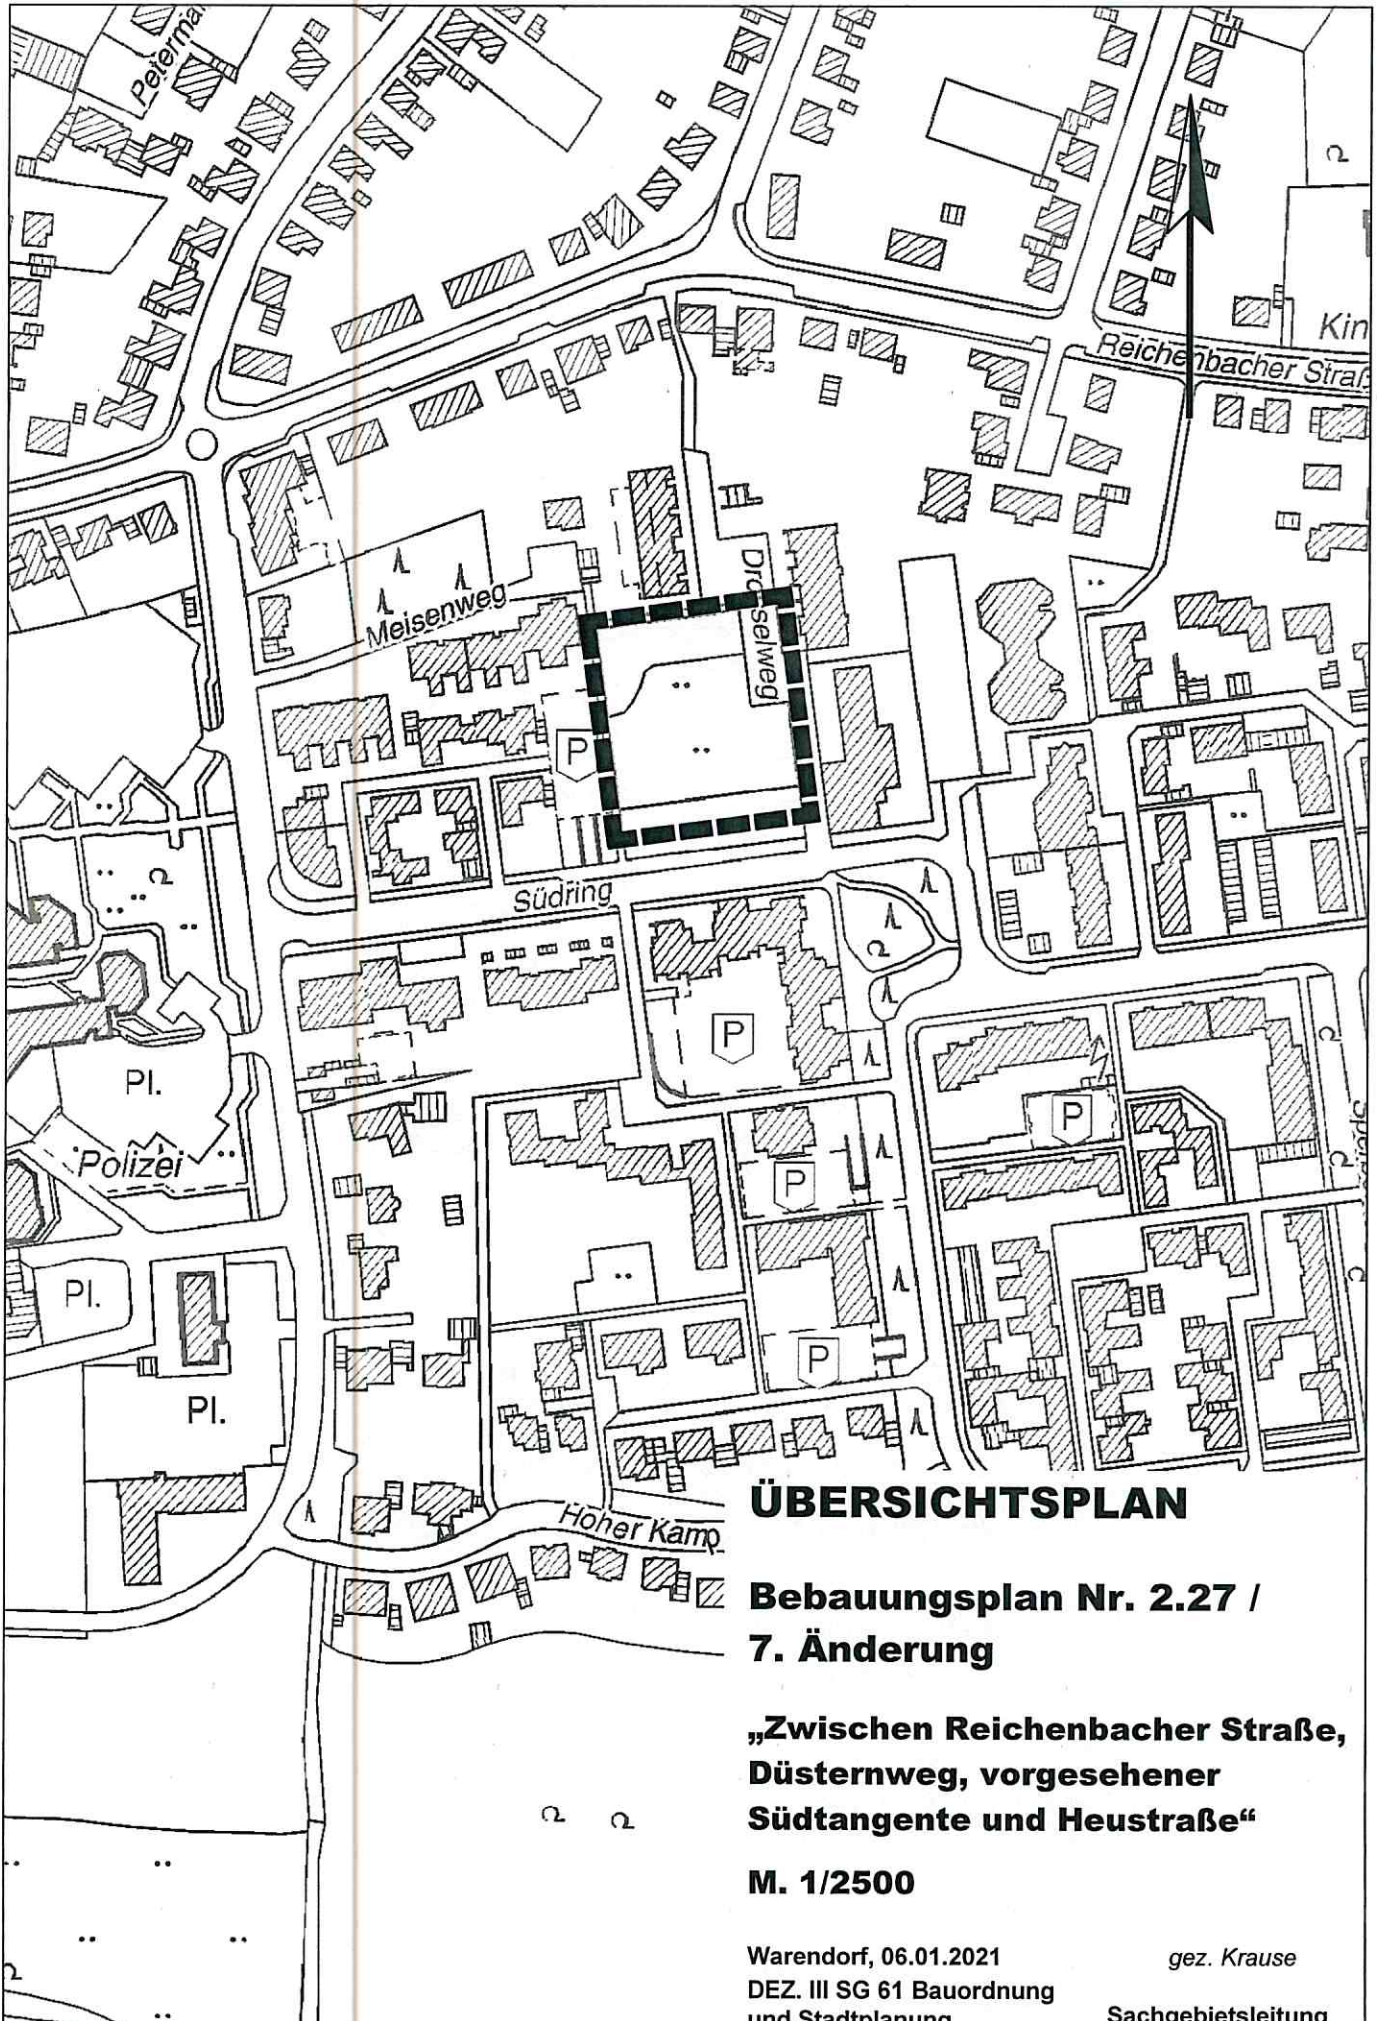 Reichenbacher Straß
Kin
Meisenweg
Drosselweg
P
Südring
P
Pl.
P
Polizei
P
Pl.
P
Pl.
Hoher Kamp
ÜBERSICHTSPLAN
Bebauungsplan Nr. 2.27 /
7. Änderung
„Zwischen Reichenbacher Straße,
Düsternweg, vorgesehener
Südtangente und Heustraße“
M. 1/2500
Warendorf, 06.01.2021
gez. Krause
DEZ. III SG 61 Bauordnung
und Stadtplanung
Sachgebietsleitung